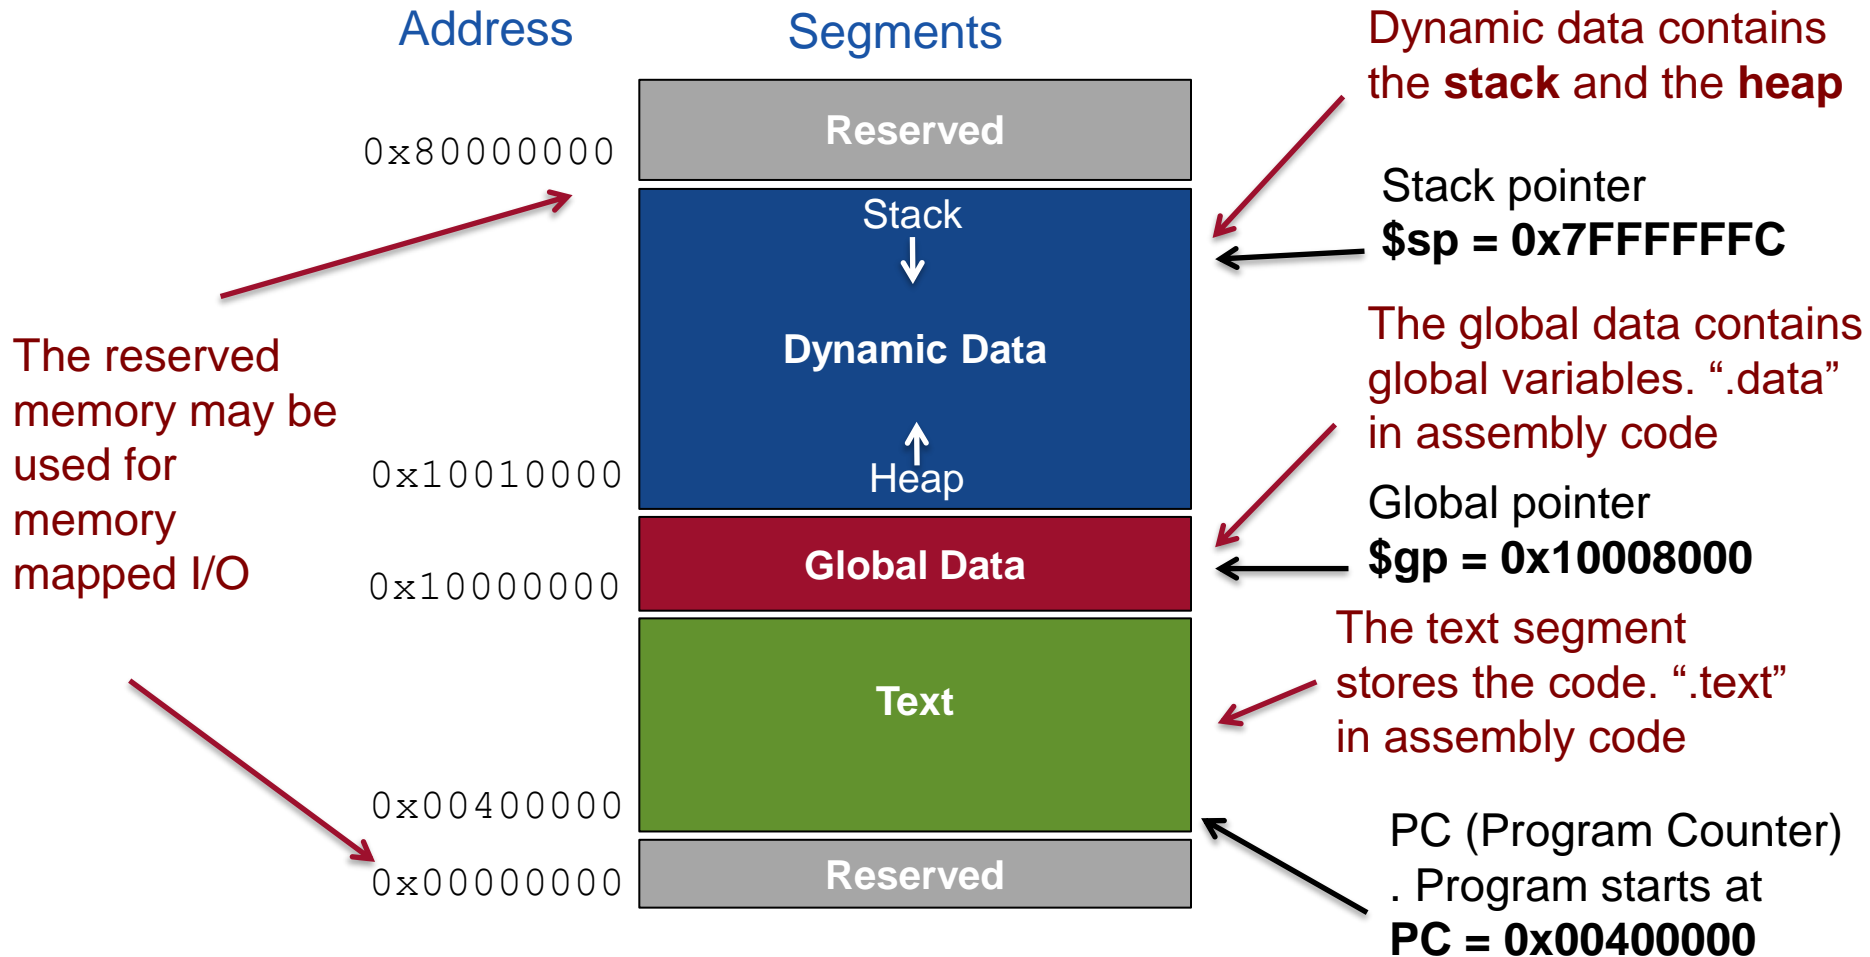 Address
Segments
Dynamic data contains
the stack and the heap
Reserved
0x80000000
Stack pointer
$sp = 0x7FFFFFFC
Stack
Dynamic Data
The global data contains
global variables. “.data”
in assembly code
The reserved
memory may be
used for
memory
mapped I/O
0x10010000
Heap
Global pointer
$gp = 0x10008000
Global Data
0x10000000
The text segment
stores the code. “.text”
in assembly code
Text
0x00400000
PC (Program Counter)
. Program starts at
PC = 0x00400000
0x00000000
Reserved